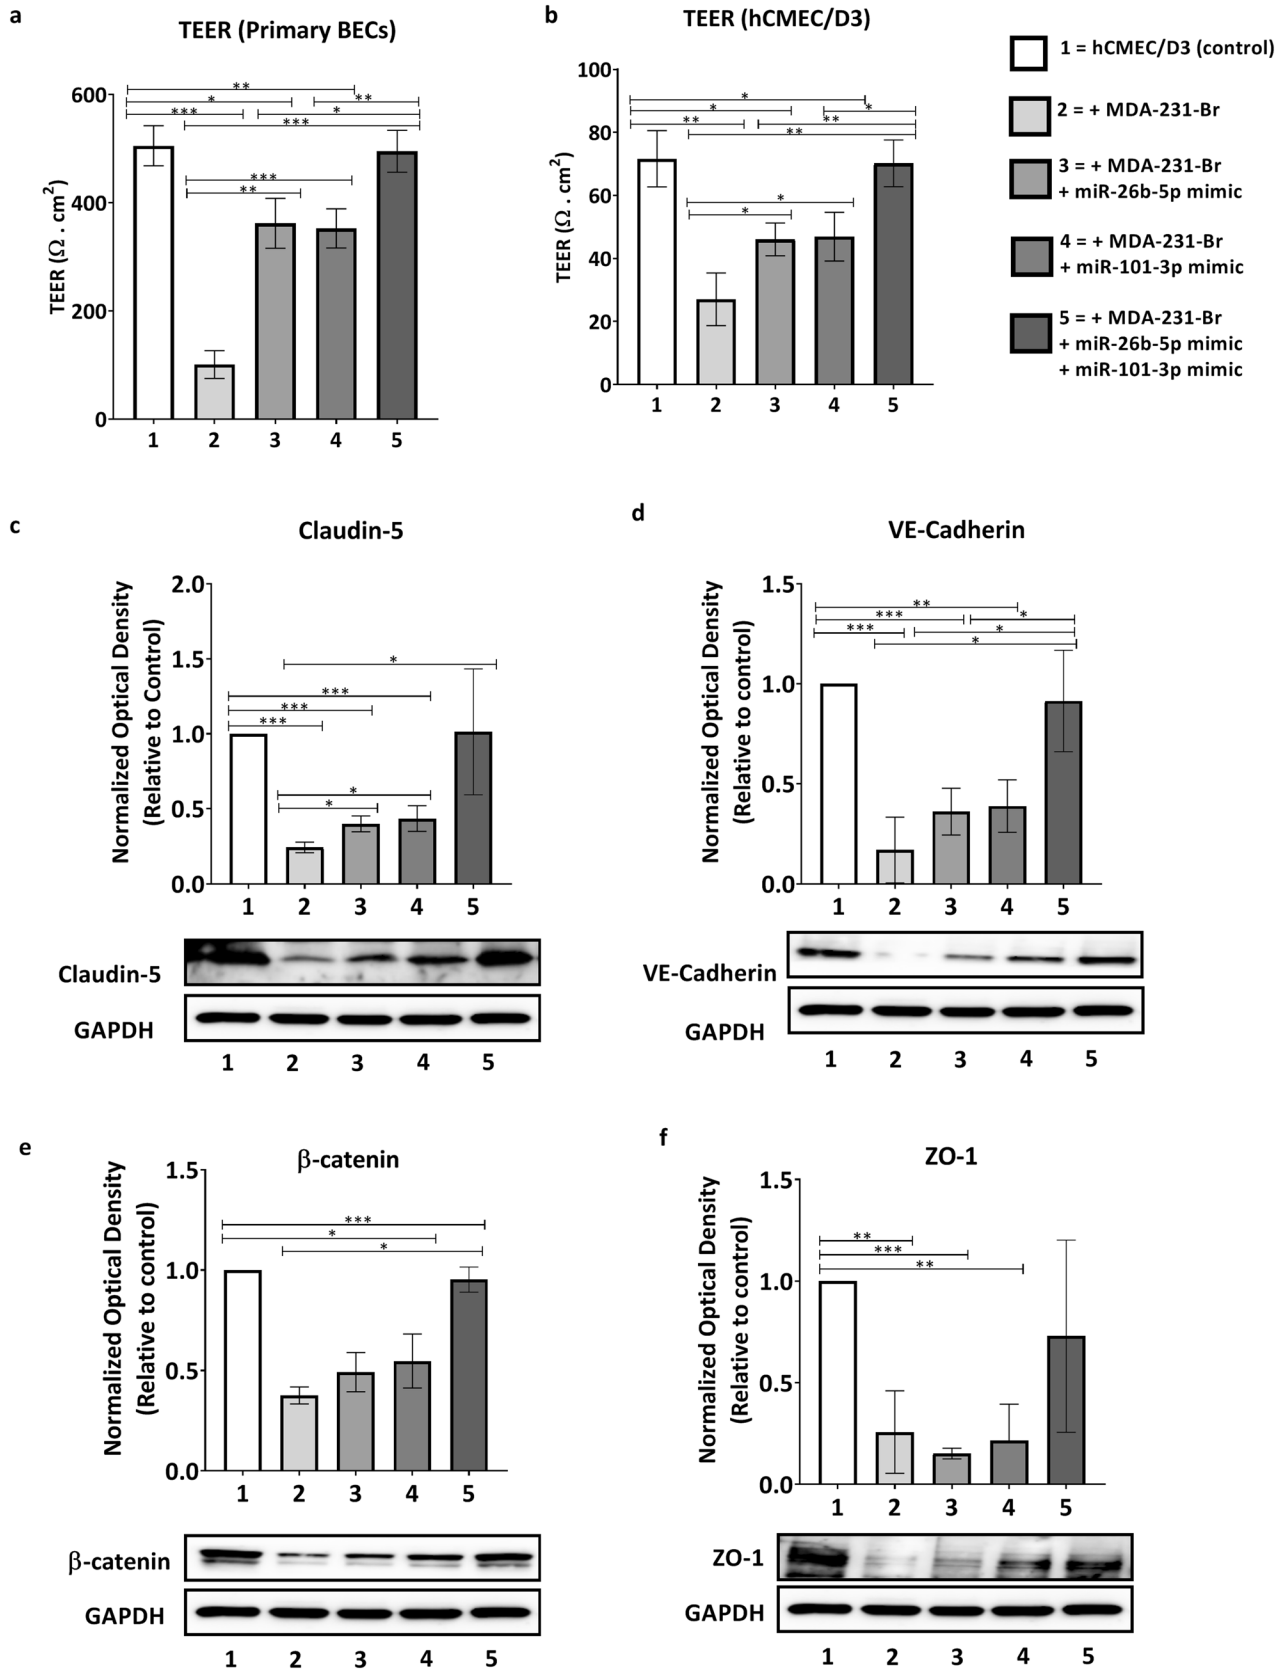 a
TEER (Primary BECs)
TEER (Ω . cm2)
600
400
200
0
**
*
**
***
*
***
***
**
1 2 3 4 5
b
TEER (hCMEC/D3)
TEER (Ω . cm2)
100
80
60
40
20
0
*
*
*
**
**
**
*
*
1 2 3 4 5
1 = hCMEC/D3 (control)
2 = + MDA-231-Br
3 = + MDA-231-Br
+ miR-26b-5p mimic
4 = + MDA-231-Br
+ miR-101-3p mimic
5 = + MDA-231-Br
+ miR-26b-5p mimic
+ miR-101-3p mimic
c
Claudin-5
Normalized Optical Density
(Relative to Control)
2.0
1.5
1.0
0.5
0.0
*
***
***
***
*
*
1 2 3 4 5
Claudin-5
GAPDH
1 2 3 4 5
d
VE-Cadherin
Normalized Optical Density
(Relative to control)
1.5
1.0
0.5
0.0
**
***
*
***
*
*
1 2 3 4 5
VE-Cadherin
GAPDH
1 2 3 4 5
e
β-catenin
Normalized Optical Density
(Relative to control)
1.5
1.0
0.5
0.0
***
*
*
1 2 3 4 5
β-catenin
GAPDH
1 2 3 4 5
f
ZO-1
Normalized Optical Density
(Relative to control)
1.5
1.0
0.5
0.0
**
***
**
1 2 3 4 5
ZO-1
GAPDH
1 2 3 4 5